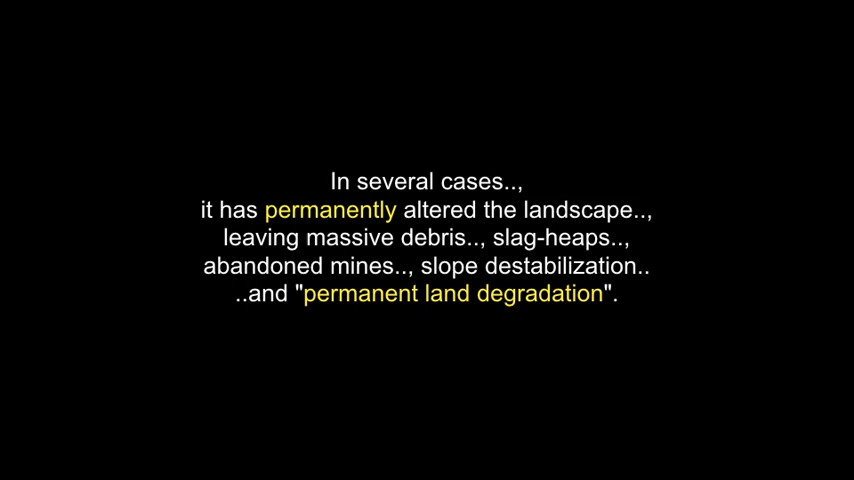 In several cases..,
it has permanently altered the landscape..,
leaving massive debris.., slag-heaps..,
abandoned mines.., slope destabilization..
..and "permanent land degradation".